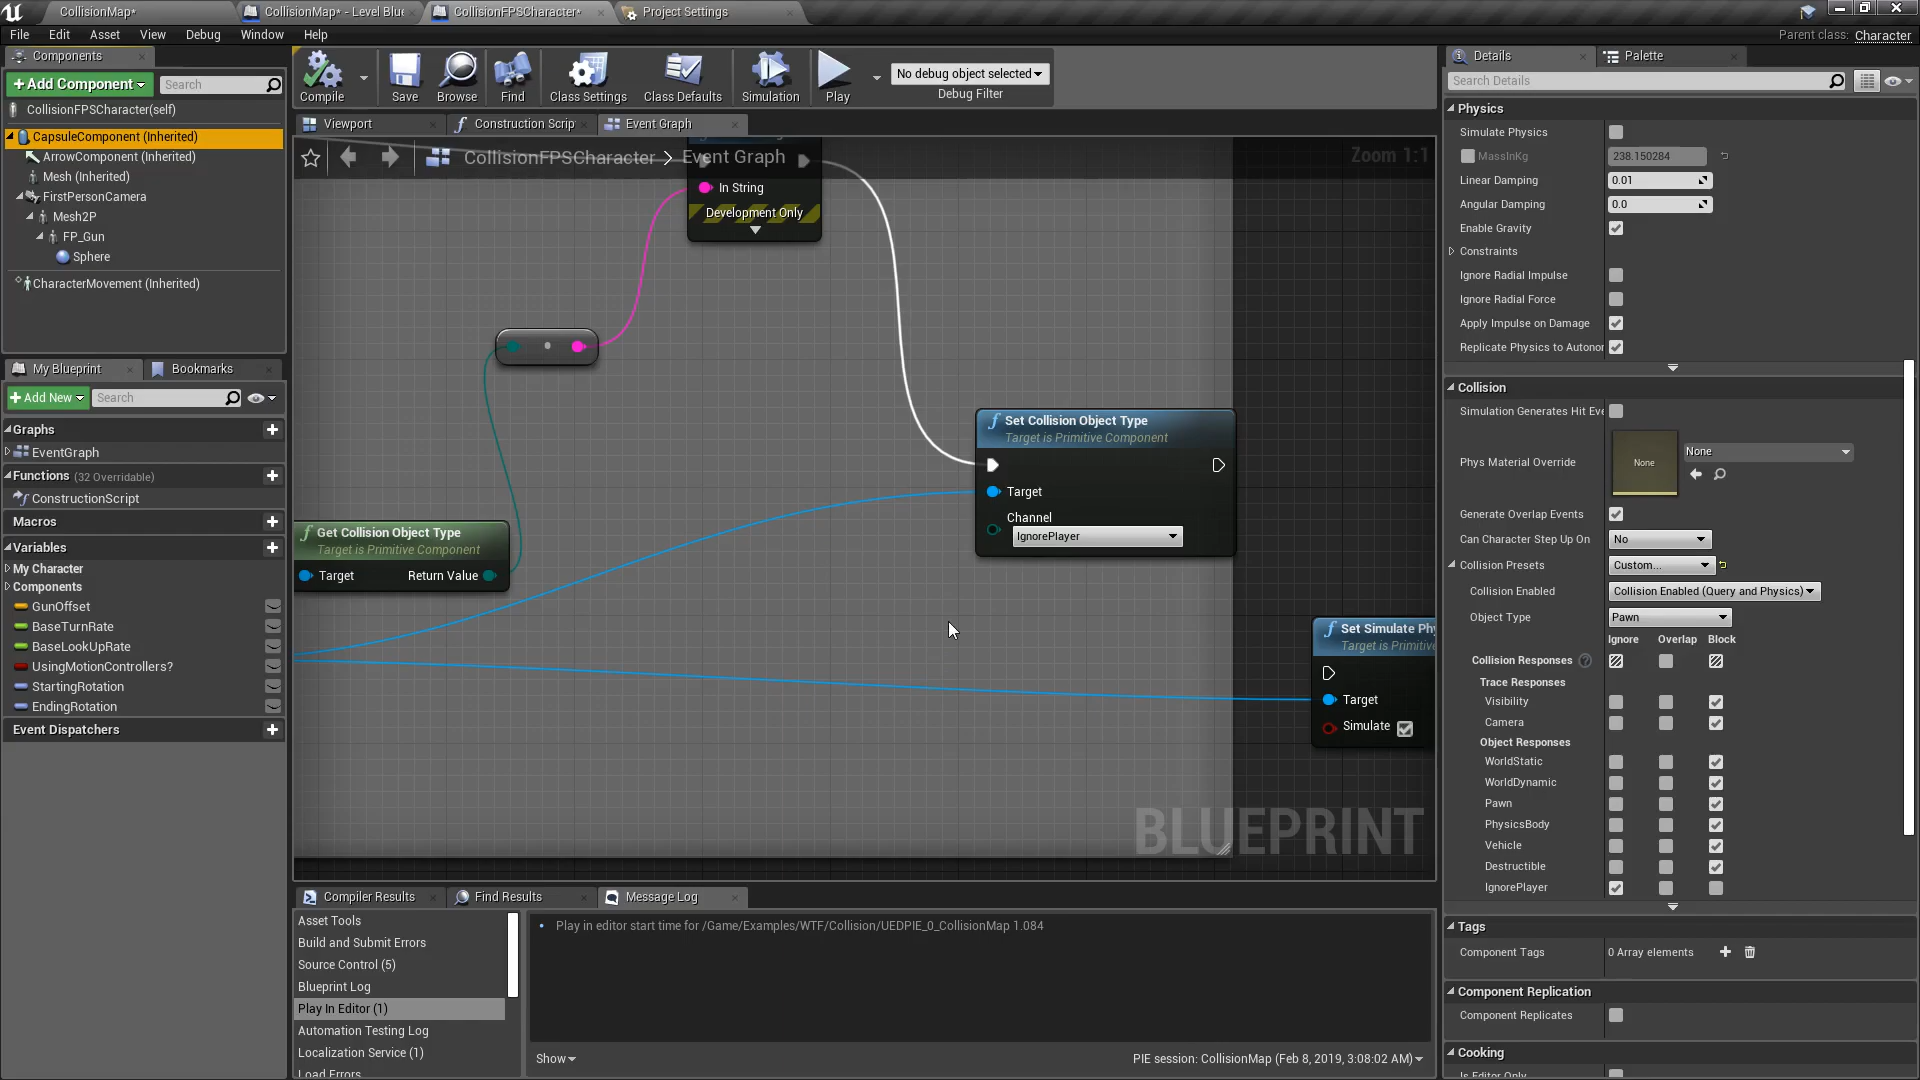 CollisionMap*
CollisionMap* - Level Blue
CollisionFPSCharacter*
Project Settings
File
Edit
Asset
View
Debug
Window
Help
Parent class: Character
Components
+ Add Component
Search
CollisionFPSCharacter(self)
CapsuleComponent (Inherited)
ArrowComponent (Inherited)
Mesh (Inherited)
FirstPersonCamera
Mesh2P
FP_Gun
Sphere
CharacterMovement (Inherited)
Compile
Save
Browse
Find
Class Settings
Class Defaults
Simulation
Play
No debug object selected
Debug Filter
Viewport
Construction Scrip
Event Graph
CollisionFPSCharacter > Event Graph
Zoom 1:1
In String
Development Only
Set Collision Object Type
Target is Primitive Component
Target
Channel
IgnorePlayer
Get Collision Object Type
Target is Primitive Component
Target
Return Value
Set Simulate Phy
Target is Primitive
Target
Simulate
BLUEPRINT
My Blueprint
Bookmarks
+ Add New
Search
Graphs
EventGraph
Functions (32 Overridable)
ConstructionScript
Macros
Variables
My Character
Components
GunOffset
BaseTurnRate
BaseLookUpRate
UsingMotionControllers?
StartingRotation
EndingRotation
Event Dispatchers
Compiler Results
Find Results
Message Log
Asset Tools
Build and Submit Errors
Source Control (5)
Blueprint Log
Play In Editor (1)
Automation Testing Log
Localization Service (1)
Load Errors
Play in editor start time for /Game/Examples/WTF/Collision/UEDPIE_0_CollisionMap 1.084
Show
PIE session: CollisionMap (Feb 8, 2019, 3:08:02 AM)
Details
Palette
Search Details
Physics
Simulate Physics
MassInKg
238.150284
Linear Damping
0.01
Angular Damping
0.0
Enable Gravity
Constraints
Ignore Radial Impulse
Ignore Radial Force
Apply Impulse on Damage
Replicate Physics to Autonor
Collision
Simulation Generates Hit Eve
Phys Material Override
None
None
Generate Overlap Events
Can Character Step Up On
No
Collision Presets
Custom...
Collision Enabled
Collision Enabled (Query and Physics)
Object Type
Pawn
Ignore
Overlap
Block
Collision Responses
Trace Responses
Visibility
Camera
Object Responses
WorldStatic
WorldDynamic
Pawn
PhysicsBody
Vehicle
Destructible
IgnorePlayer
Tags
Component Tags
0 Array elements
Component Replication
Component Replicates
Cooking
Is Editor Only